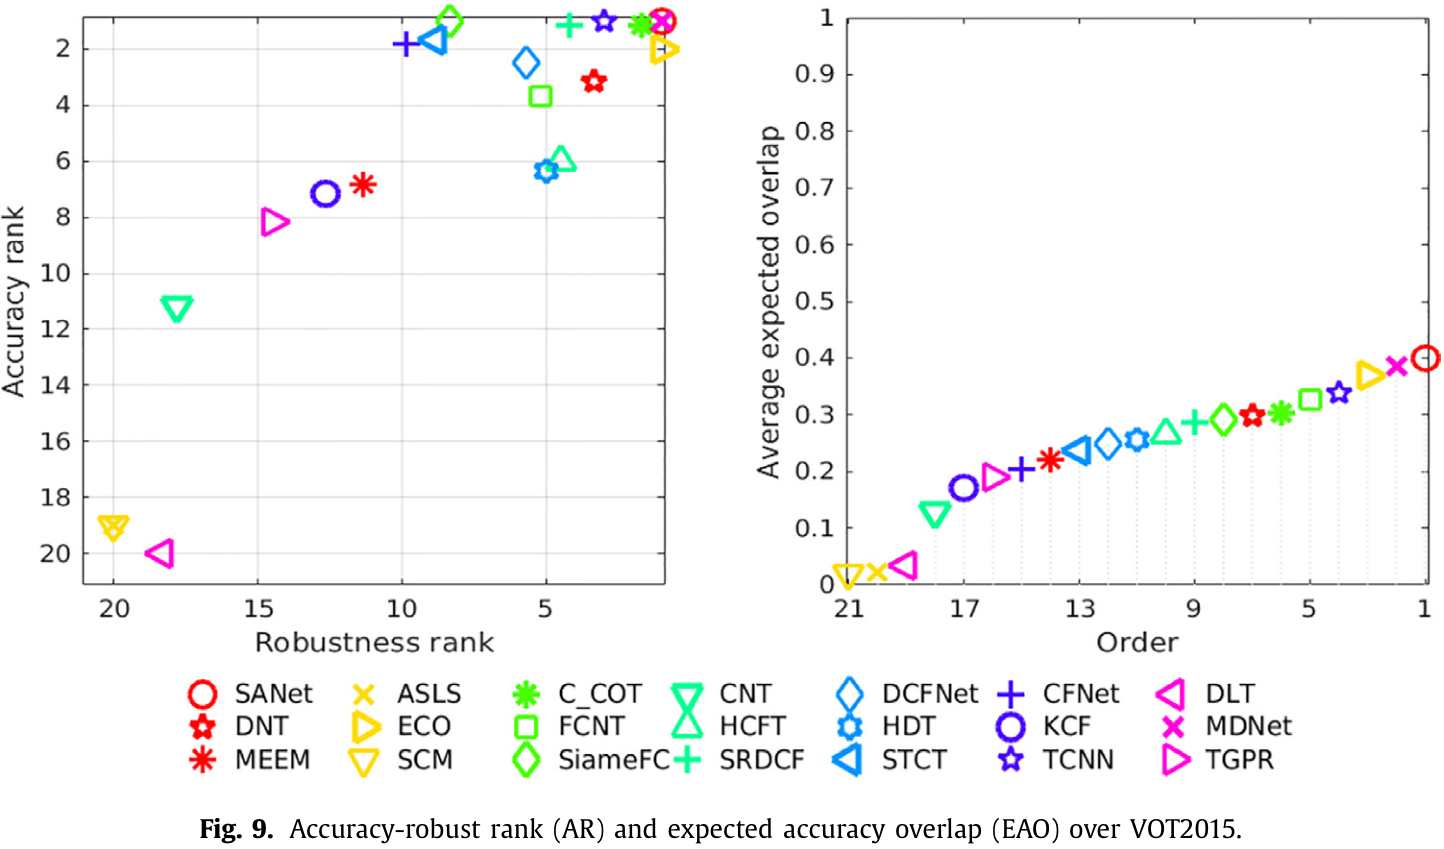 2
4
6
8
10
12
14
16
18
20
Accuracy rank
20 15 10 5
Robustness rank
1
0.9
0.8
0.7
0.6
0.5
0.4
0.3
0.2
0.1
0
Average expected overlap
21 17 13 9 5 1
Order
SANet ASLS C_COT CNT DCFNet CFNet DLT
DNT ECO FCNT HCFT HDT KCF MDNet
MEEM SCM SiameFC SRDCF STCT TCNN TGPR
Fig. 9. Accuracy-robust rank (AR) and expected accuracy overlap (EAO) over VOT2015.